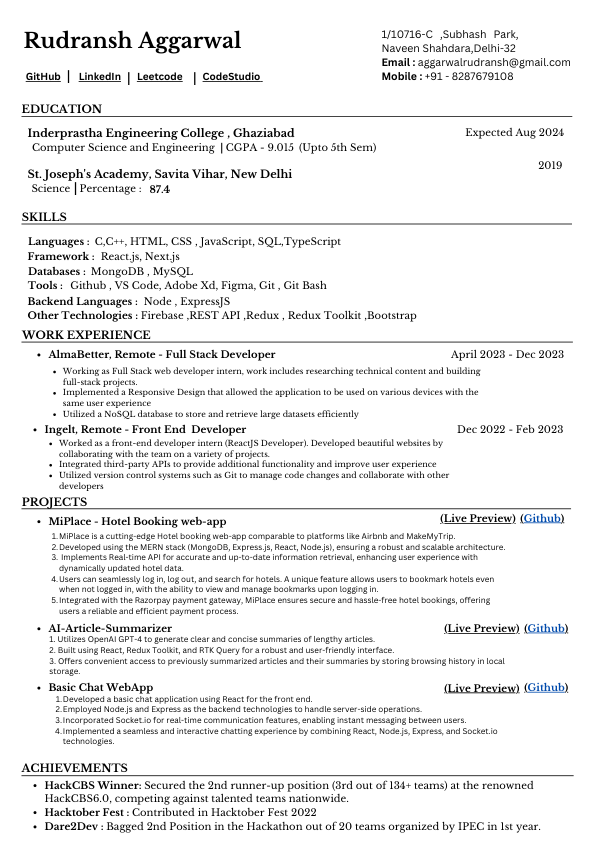 Rudransh Aggarwal
1/10716-C ,Subhash Park,
Naveen Shahdara,Delhi-32
Email : aggarwalrudransh@gmail.com
Mobile : +91 - 8287679108
GitHub | LinkedIn | Leetcode | CodeStudio
EDUCATION
Inderprastha Engineering College , Ghaziabad Expected Aug 2024
Computer Science and Engineering | CGPA - 9.015 (Upto 5th Sem)
2019
St. Joseph's Academy, Savita Vihar, New Delhi
Science | Percentage : 87.4
SKILLS
Languages : C,C++, HTML, CSS , JavaScript, SQL,TypeScript
Framework : React.js, Next.js
Databases : MongoDB , MySQL
Tools : Github , VS Code, Adobe Xd, Figma, Git , Git Bash
Backend Languages : Node , ExpressJS
Other Technologies : Firebase ,REST API ,Redux , Redux Toolkit ,Bootstrap
WORK EXPERIENCE
• AlmaBetter, Remote - Full Stack Developer April 2023 - Dec 2023
• Working as Full Stack web developer intern, work includes researching technical content and building
full-stack projects.
• Implemented a Responsive Design that allowed the application to be used on various devices with the
same user experience
• Utilized a NoSQL database to store and retrieve large datasets efficiently
• Ingelt, Remote - Front End Developer Dec 2022 - Feb 2023
• Worked as a front-end developer intern (ReactJS Developer). Developed beautiful websites by
collaborating with the team on a variety of projects.
• Integrated third-party APIs to provide additional functionality and improve user experience
• Utilized version control systems such as Git to manage code changes and collaborate with other
developers
PROJECTS
• MiPlace - Hotel Booking web-app (Live Preview) (Github)
1. MiPlace is a cutting-edge Hotel booking web-app comparable to platforms like Airbnb and MakeMyTrip.
2. Developed using the MERN stack (MongoDB, Express.js, React, Node.js), ensuring a robust and scalable architecture.
3. Implements Real-time API for accurate and up-to-date information retrieval, enhancing user experience with
dynamically updated hotel data.
4. Users can seamlessly log in, log out, and search for hotels. A unique feature allows users to bookmark hotels even
when not logged in, with the ability to view and manage bookmarks upon logging in.
5. Integrated with the Razorpay payment gateway, MiPlace ensures secure and hassle-free hotel bookings, offering
users a reliable and efficient payment process.
• AI-Article-Summarizer (Live Preview) (Github)
1. Utilizes OpenAI GPT-4 to generate clear and concise summaries of lengthy articles.
2. Built using React, Redux Toolkit, and RTK Query for a robust and user-friendly interface.
3. Offers convenient access to previously summarized articles and their summaries by storing browsing history in local
storage.
• Basic Chat WebApp (Live Preview) (Github)
1. Developed a basic chat application using React for the front end.
2. Employed Node.js and Express as the backend technologies to handle server-side operations.
3. Incorporated Socket.io for real-time communication features, enabling instant messaging between users.
4. Implemented a seamless and interactive chatting experience by combining React, Node.js, Express, and Socket.io
technologies.
ACHIEVEMENTS
• HackCBS Winner: Secured the 2nd runner-up position (3rd out of 134+ teams) at the renowned
HackCBS6.0, competing against talented teams nationwide.
• Hacktober Fest : Contributed in Hacktober Fest 2022
• Dare2Dev : Bagged 2nd Position in the Hackathon out of 20 teams organized by IPEC in 1st year.